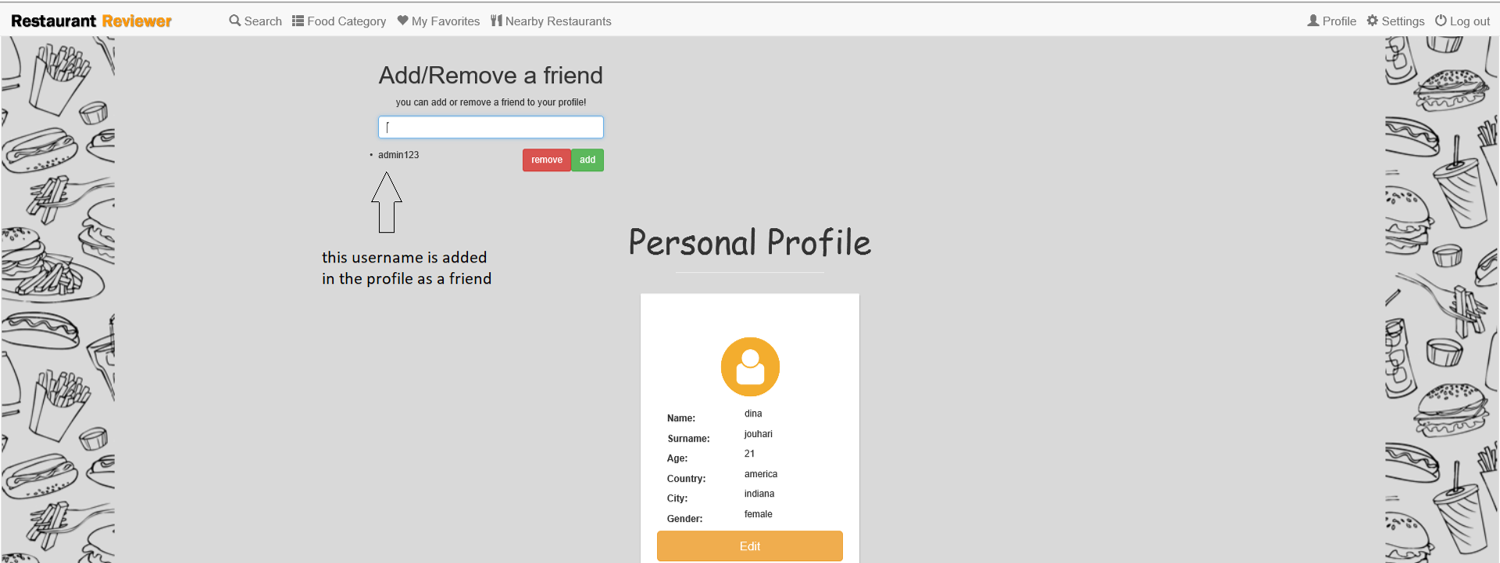 Restaurant Reviewer Search Food Category My Favorites Nearby Restaurants Profile Settings Log out
Add/Remove a friend
you can add or remove a friend to your profile!
• admin123 remove add
this username is added
in the profile as a friend
Personal Profile
Name: dina
Surname: jouhari
Age: 21
Country: america
City: indiana
Gender: female
Edit